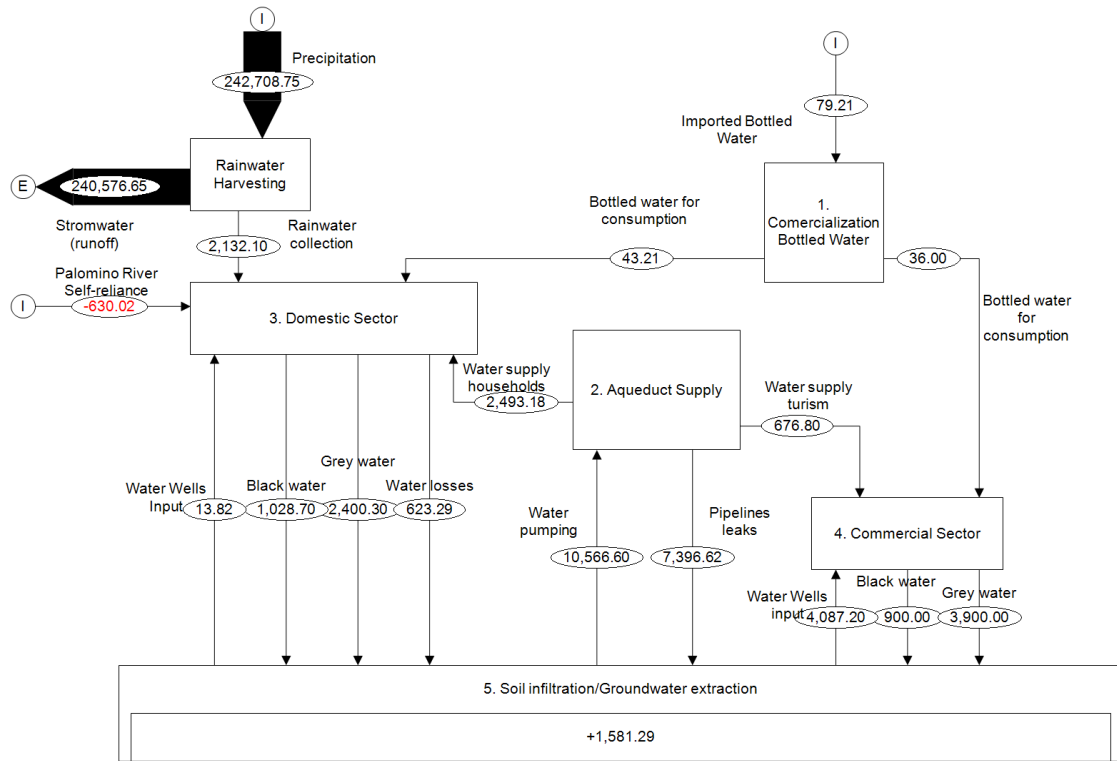 I
Precipitation
242,708.75
I
79.21
Imported Bottled
Water
Rainwater
Harvesting
E
240,576.65
Stromwater
(runoff)
2,132.10
Rainwater
collection
1.
Comercialization
Bottled Water
Bottled water for
consumption
43.21
36.00
Palomino River
Self-reliance
I
-630.02
3. Domestic Sector
Bottled water
for
consumption
2. Aqueduct Supply
Water supply
households
2,493.18
Water supply
turism
676.80
Water Wells
Input
13.82
Black water
1,028.70
Grey water
2,400.30
Water losses
623.29
Water
pumping
10,566.60
Pipelines
leaks
7,396.62
4. Commercial Sector
Water Wells
input
4,087.20
Black water
900.00
Grey water
3,900.00
5. Soil infiltration/Groundwater extraction
+1,581.29